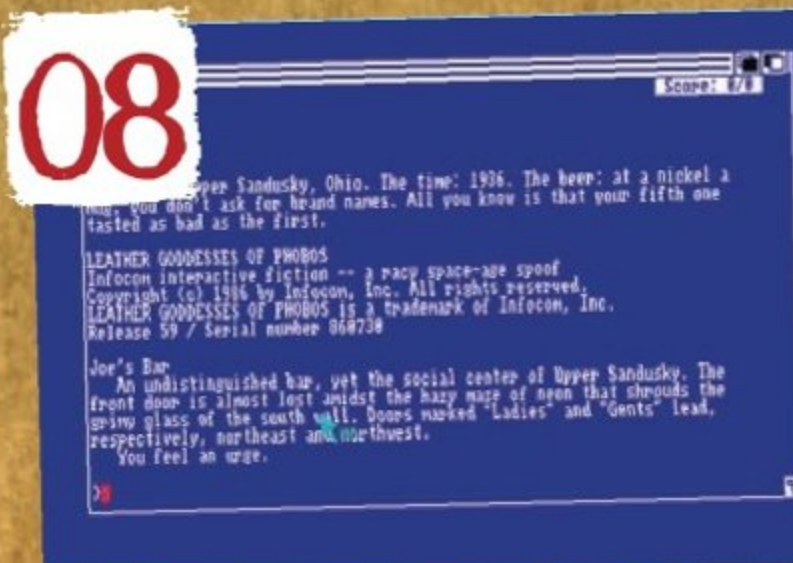 08
Score: 0/0
per Sandusky, Ohio. The time: 1936. The beer: at a nickel a
mug, you don't ask for brand names. All you know is that your fifth one
tasted as bad as the first.
LEATHER GODDESSES OF PHOBOS
Infocom interactive fiction -- a racy space-age spoof
Copyright (c) 1986 by Infocom, Inc. All rights reserved.
LEATHER GODDESSES OF PHOBOS is a trademark of Infocom, Inc.
Release 59 / Serial number 860730
Joe's Bar
An undistinguished bar, yet the social center of Upper Sandusky. The
front door is almost lost amidst the hazy maze of neon that shrouds the
grimy glass of the south wall. Doors marked "Ladies" and "Gents" lead,
respectively, northeast and northwest.
You feel an urge.
>